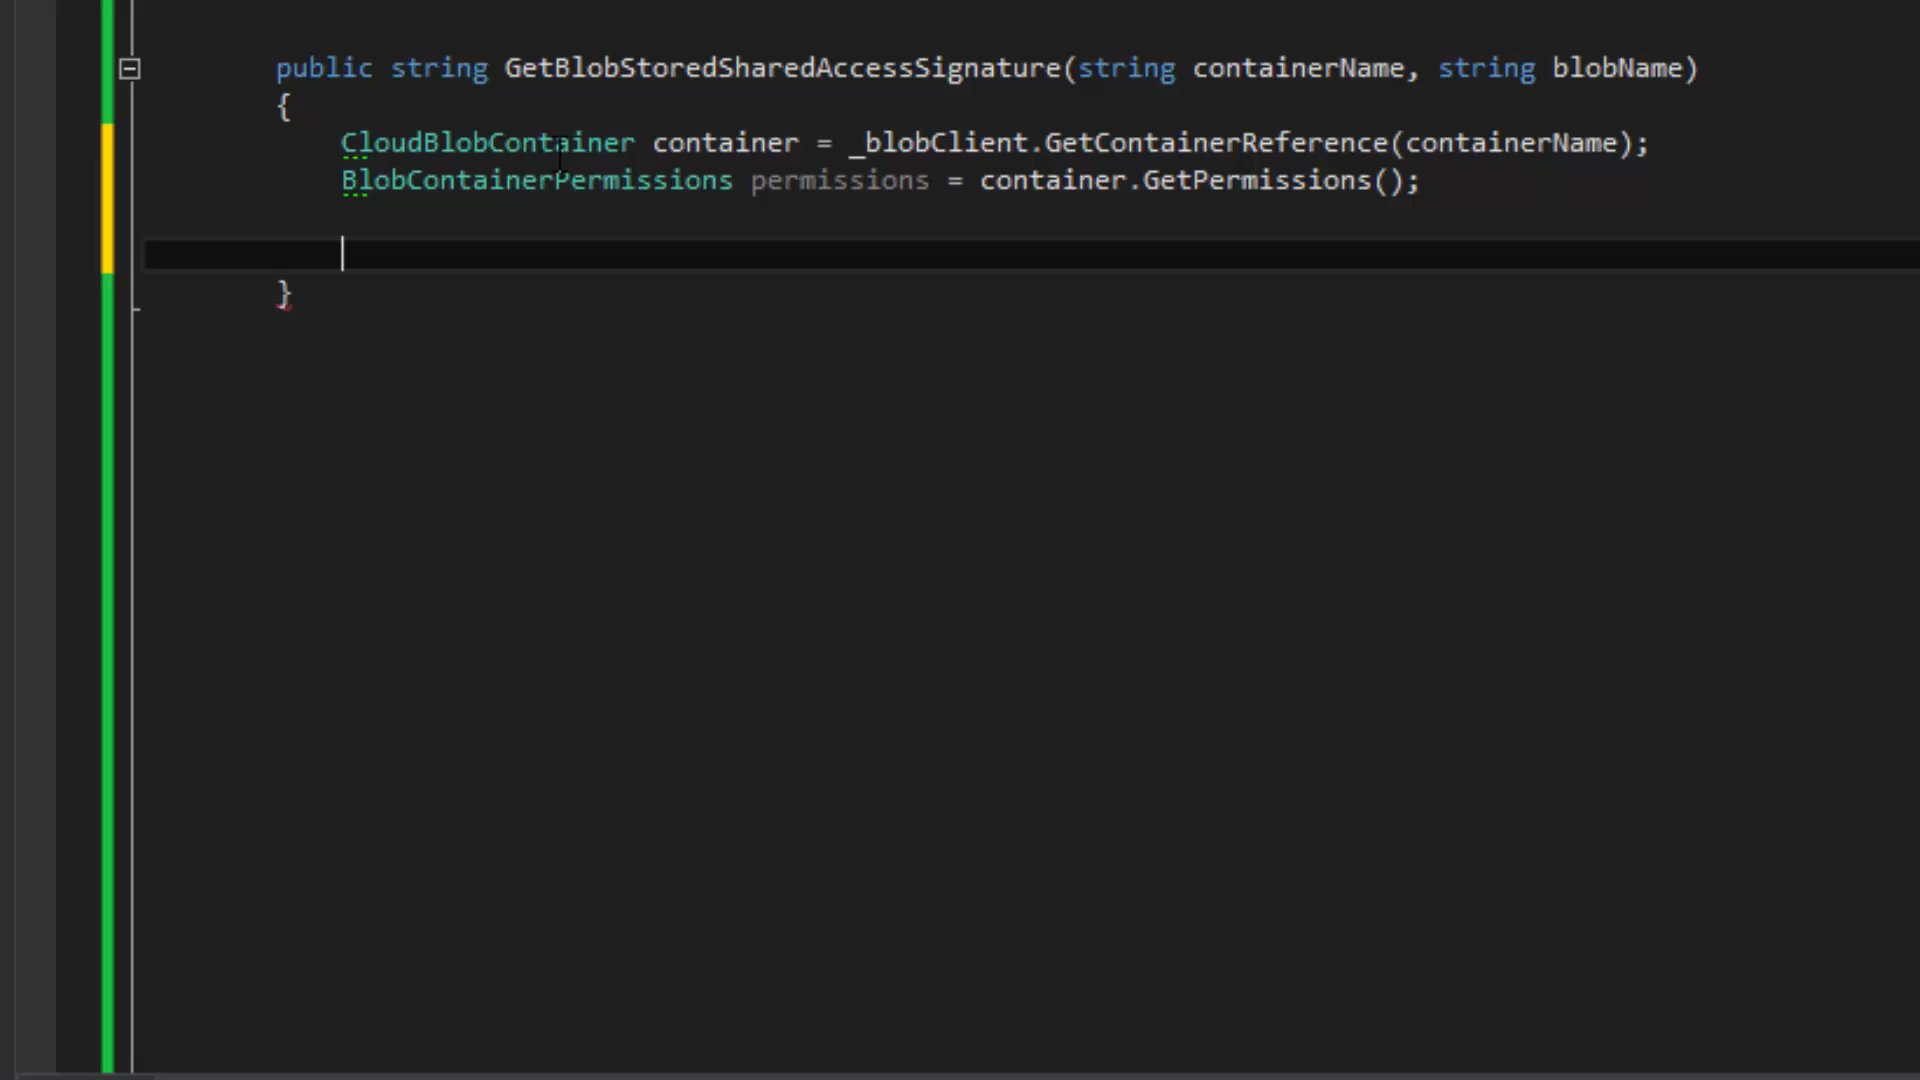 public string GetBlobStoredSharedAccessSignature(string containerName, string blobName)
{
CloudBlobContainer container = _blobClient.GetContainerReference(containerName);
BlobContainerPermissions permissions = container.GetPermissions();
}